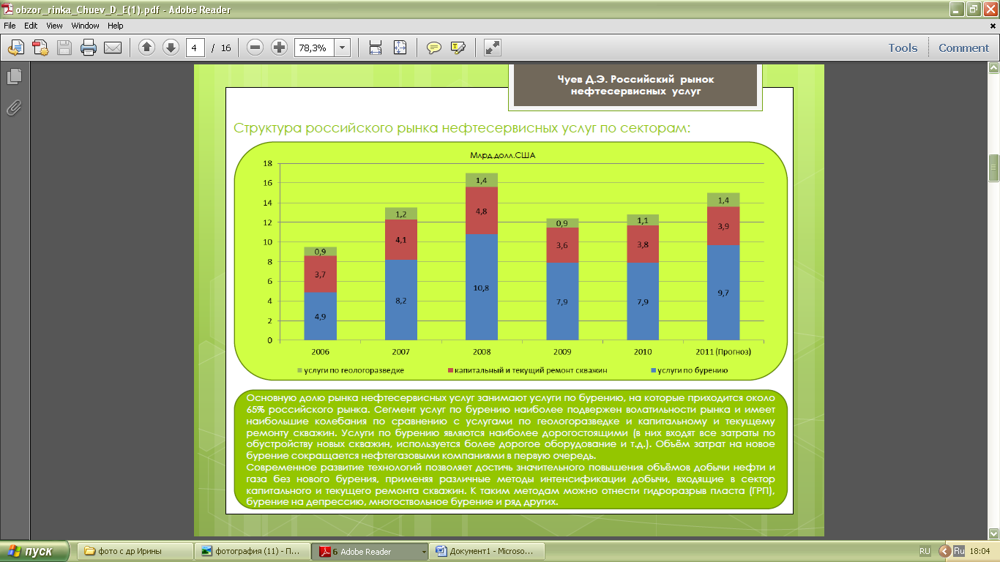 obzor_rinka_Chuev_D_E(1).pdf - Adobe Reader
File Edit View Window Help
4 / 16 78,3% Tools Comment
Чуев Д.Э. Российский рынок
нефтесервисных услуг
Структура российского рынка нефтесервисных услуг по секторам:
Млрд.долл.США
18
16
14
12
10
8
6
4
2
0
0,9
3,7
4,9
1,2
4,1
8,2
1,4
4,8
10,8
0,9
3,6
7,9
1,1
3,8
7,9
1,4
3,9
9,7
2006 2007 2008 2009 2010 2011 (Прогноз)
услуги по геологоразведке капитальный и текущий ремонт скважин услуги по бурению
Основную долю рынка нефтесервисных услуг занимают услуги по бурению, на которые приходится около
65% российского рынка. Сегмент услуг по бурению наиболее подвержен волатильности рынка и имеет
наибольшие колебания по сравнению с услугами по геологоразведке и капитальному и текущему
ремонту скважин. Услуги по бурению являются наиболее дорогостоящими (в них входят все затраты по
обустройству новых скважин, используется более дорогое оборудование и т.д.). Объём затрат на новое
бурение сокращается нефтегазовыми компаниями в первую очередь.
Современное развитие технологий позволяет достичь значительного повышения объёмов добычи нефти и
газа без нового бурения, применяя различные методы интенсификации добычи, входящие в сектор
капитального и текущего ремонта скважин. К таким методам можно отнести гидроразрыв пласта (ГРП),
бурение на депрессию, многоствольное бурение и ряд других.
пуск фото с др Ирины фотография (11) - П... 6 Adobe Reader Документ1 - Microso... RU Ru 18:04